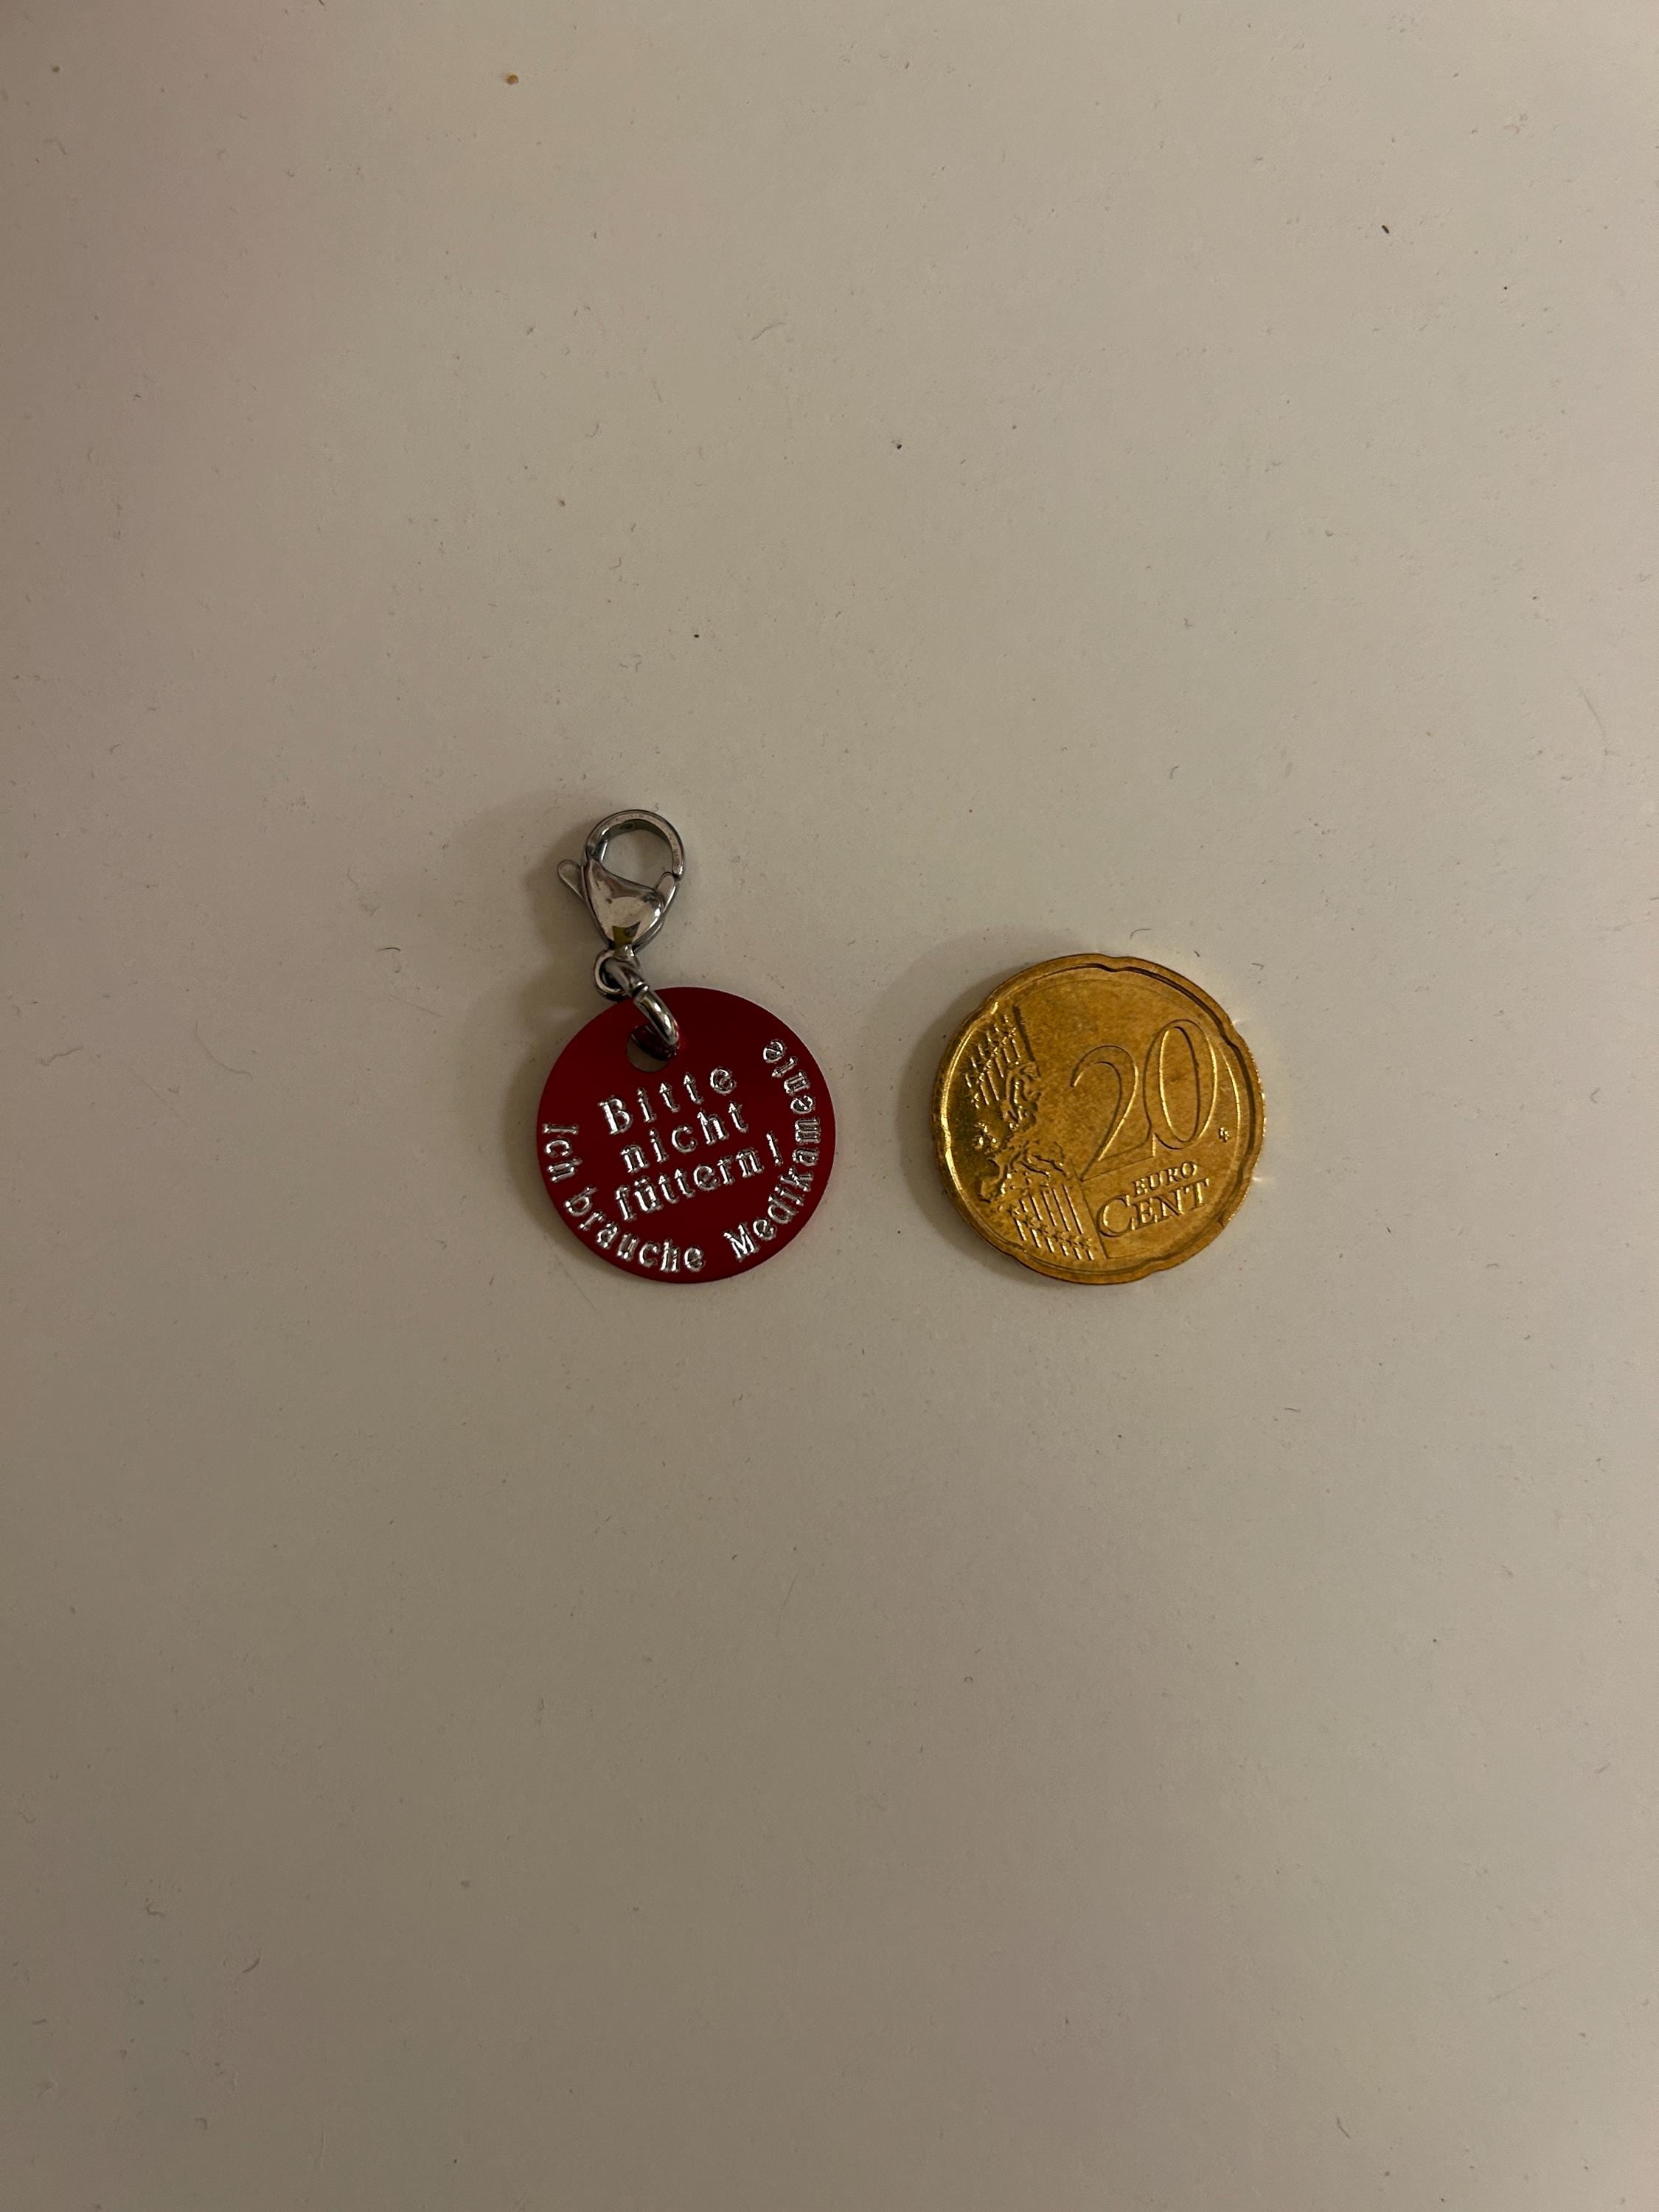 Bitte
nicht
füttern!
Ich brauche Medikamente
20
EURO
CENT